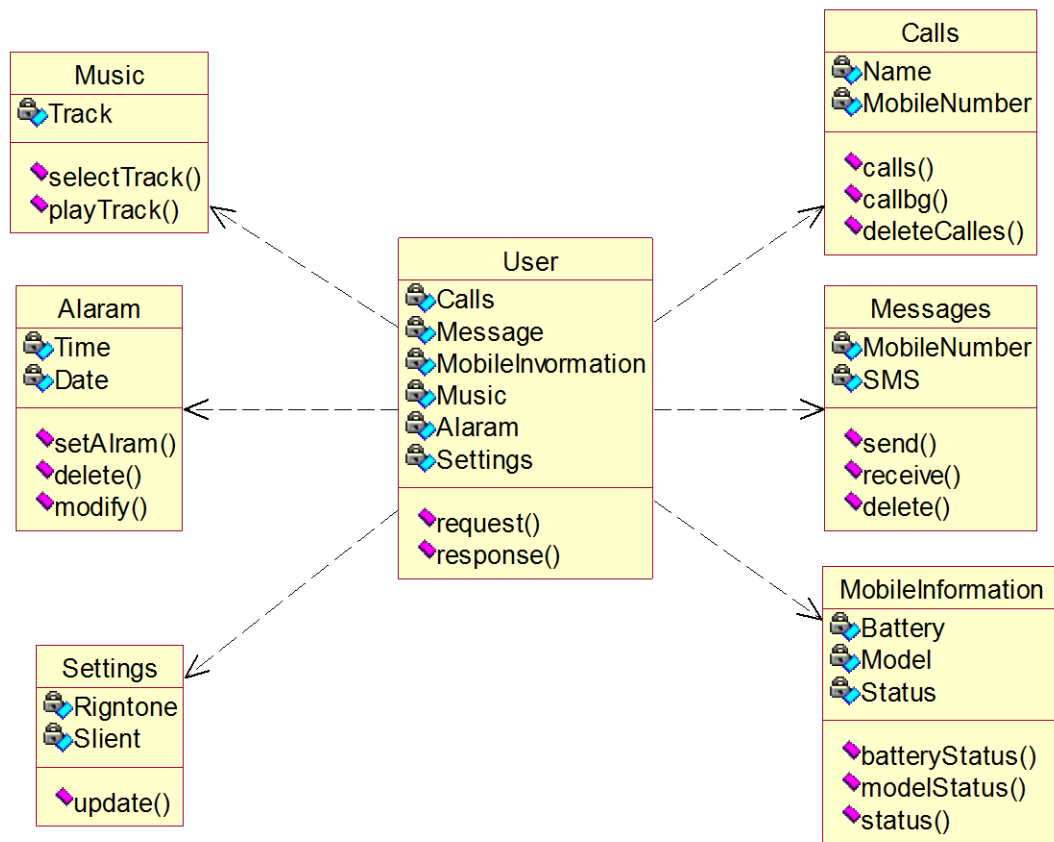 Music
Track
selectTrack()
playTrack()
Alaram
Time
Date
setAlram()
delete()
modify()
Settings
Rigntone
Slient
update()
User
Calls
Message
MobileInvormation
Music
Alaram
Settings
request()
response()
Calls
Name
MobileNumber
calls()
callbg()
deleteCalles()
Messages
MobileNumber
SMS
send()
receive()
delete()
MobileInformation
Battery
Model
Status
batteryStatus()
modelStatus()
status()